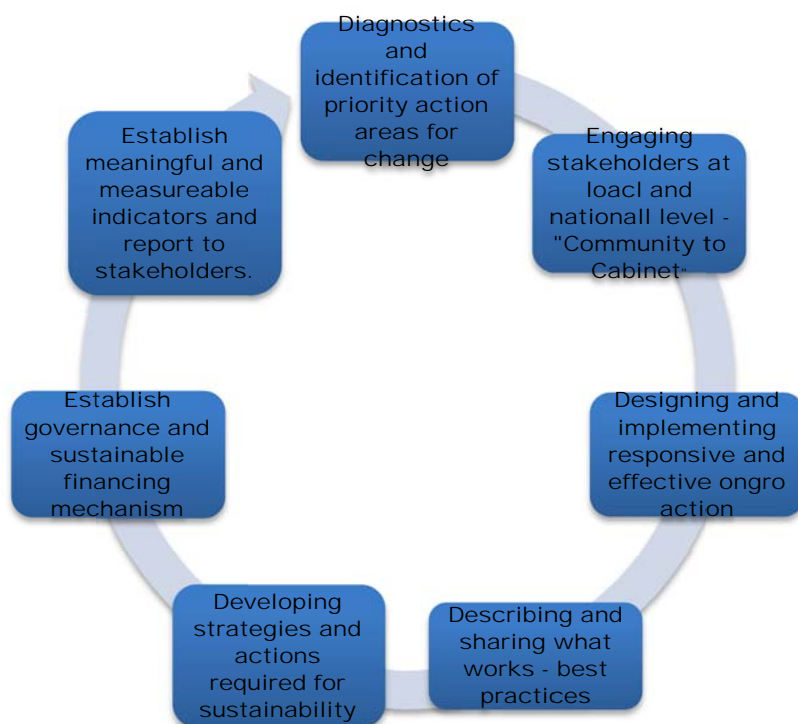 Diagnostics
and
identification of
priority action
areas for
change
Engaging
stakeholders at
loacl and
nationall level -
"Community to
Cabinet"
Designing and
implementing
responsive and
effective ongro
action
Describing and
sharing what
works - best
practices
Developing
strategies and
actions
required for
sustainability
Establish
governance and
sustainable
financing
mechanism
Establish
meaningful and
measureable
indicators and
report to
stakeholders.